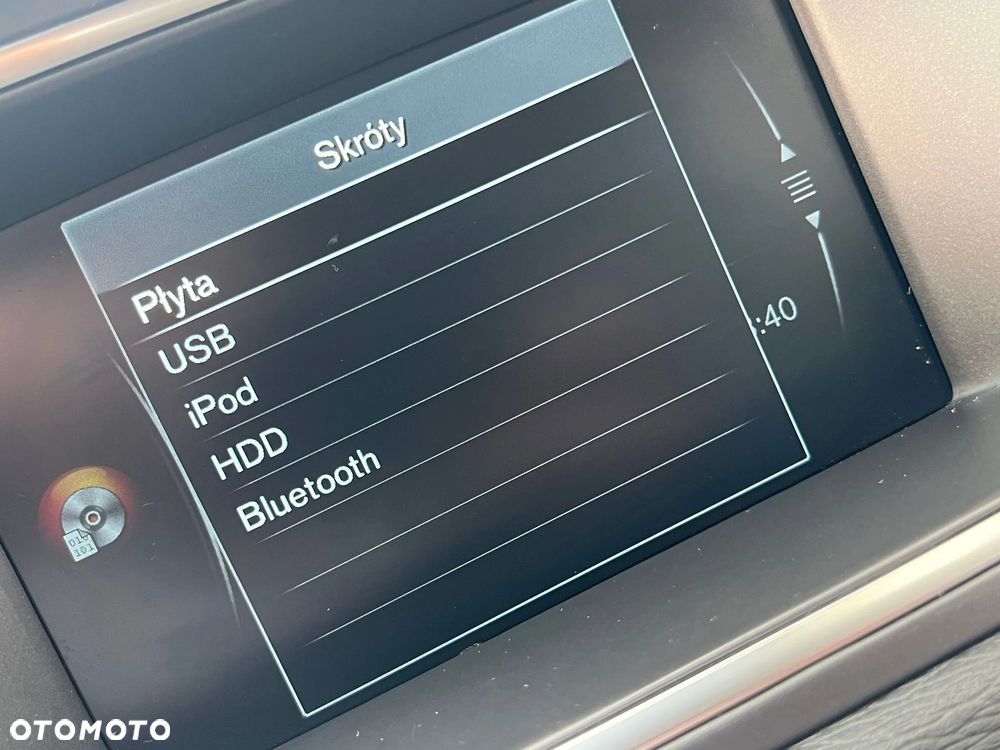 Skróty
Płyta
USB
iPod
HDD
Bluetooth
:40
OTOMOTO